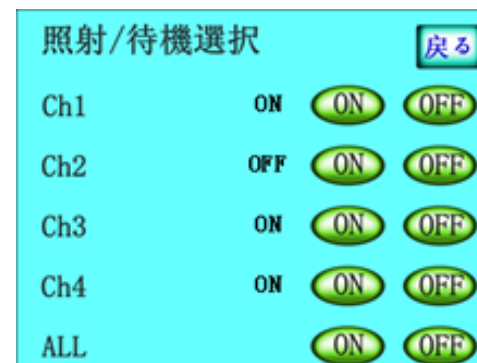 照射/待機選択 戻る
Ch1 ON ON OFF
Ch2 OFF ON OFF
Ch3 ON ON OFF
Ch4 ON ON OFF
ALL ON OFF